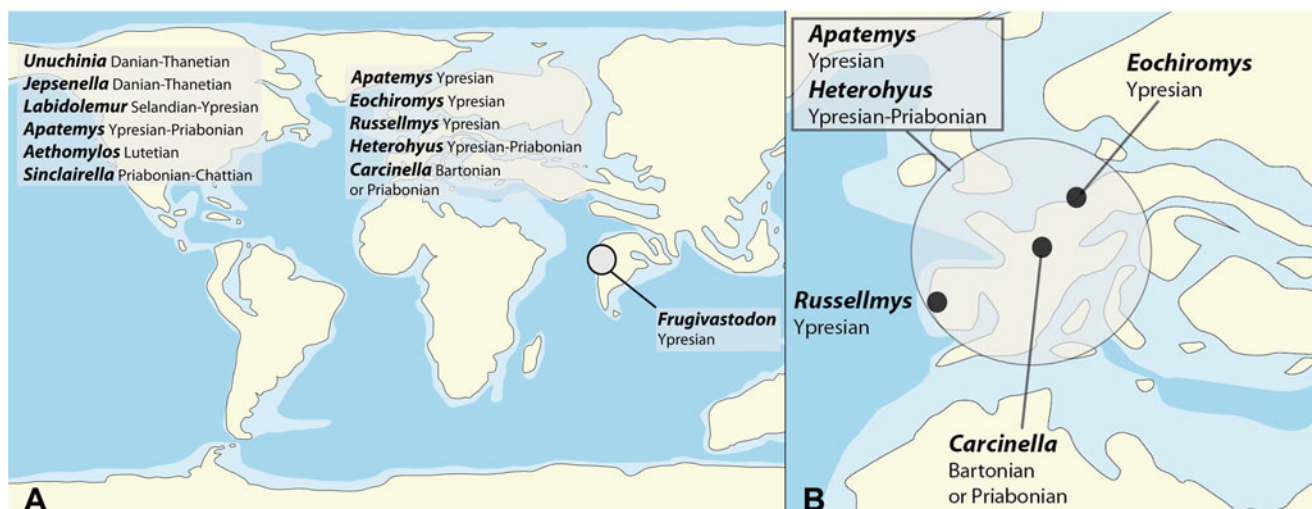 Unuchinia Danian-Thanetian
Jepsenella Danian-Thanetian
Labidolemur Selandian-Ypresian
Apatemys Ypresian-Priabonian
Aethomylos Lutetian
Sinclairella Priabonian-Chattian
Apatemys Ypresian
Eochiromys Ypresian
Russellmys Ypresian
Heterohyus Ypresian-Priabonian
Carcinella Bartonian
or Priabonian
Frugivastodon
Ypresian
A
Apatemys
Ypresian
Heterohyus
Ypresian-Priabonian
Eochiromys
Ypresian
Russellmys
Ypresian
Carcinella
Bartonian
or Priabonian
B